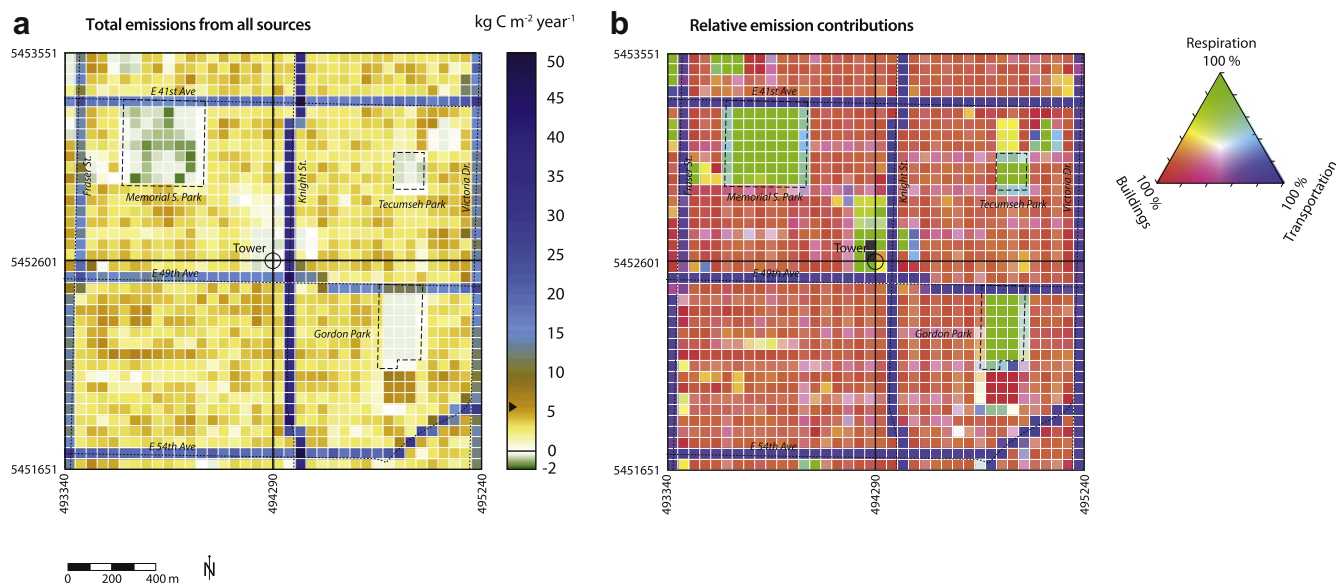 a Total emissions from all sources
kg C m-2 year-1
5453551
5452601
5451651
493340
494290
495240
E 41st Ave
Fraser St.
Knight St.
Victoria Dr.
Memorial S. Park
Tecumseh Park
Tower
E 49th Ave
Gordon Park
E 54th Ave
50
45
40
35
30
25
20
15
10
5
0
-2
0 200 400 m
N
b Relative emission contributions
5453551
5452601
5451651
493340
494290
495240
E 41st Ave
Fraser St.
Knight St.
Victoria Dr.
Memorial S. Park
Tecumseh Park
Tower
E 49th Ave
Gordon Park
E 54th Ave
Respiration
100 %
100 %
Buildings
100 %
Transportation